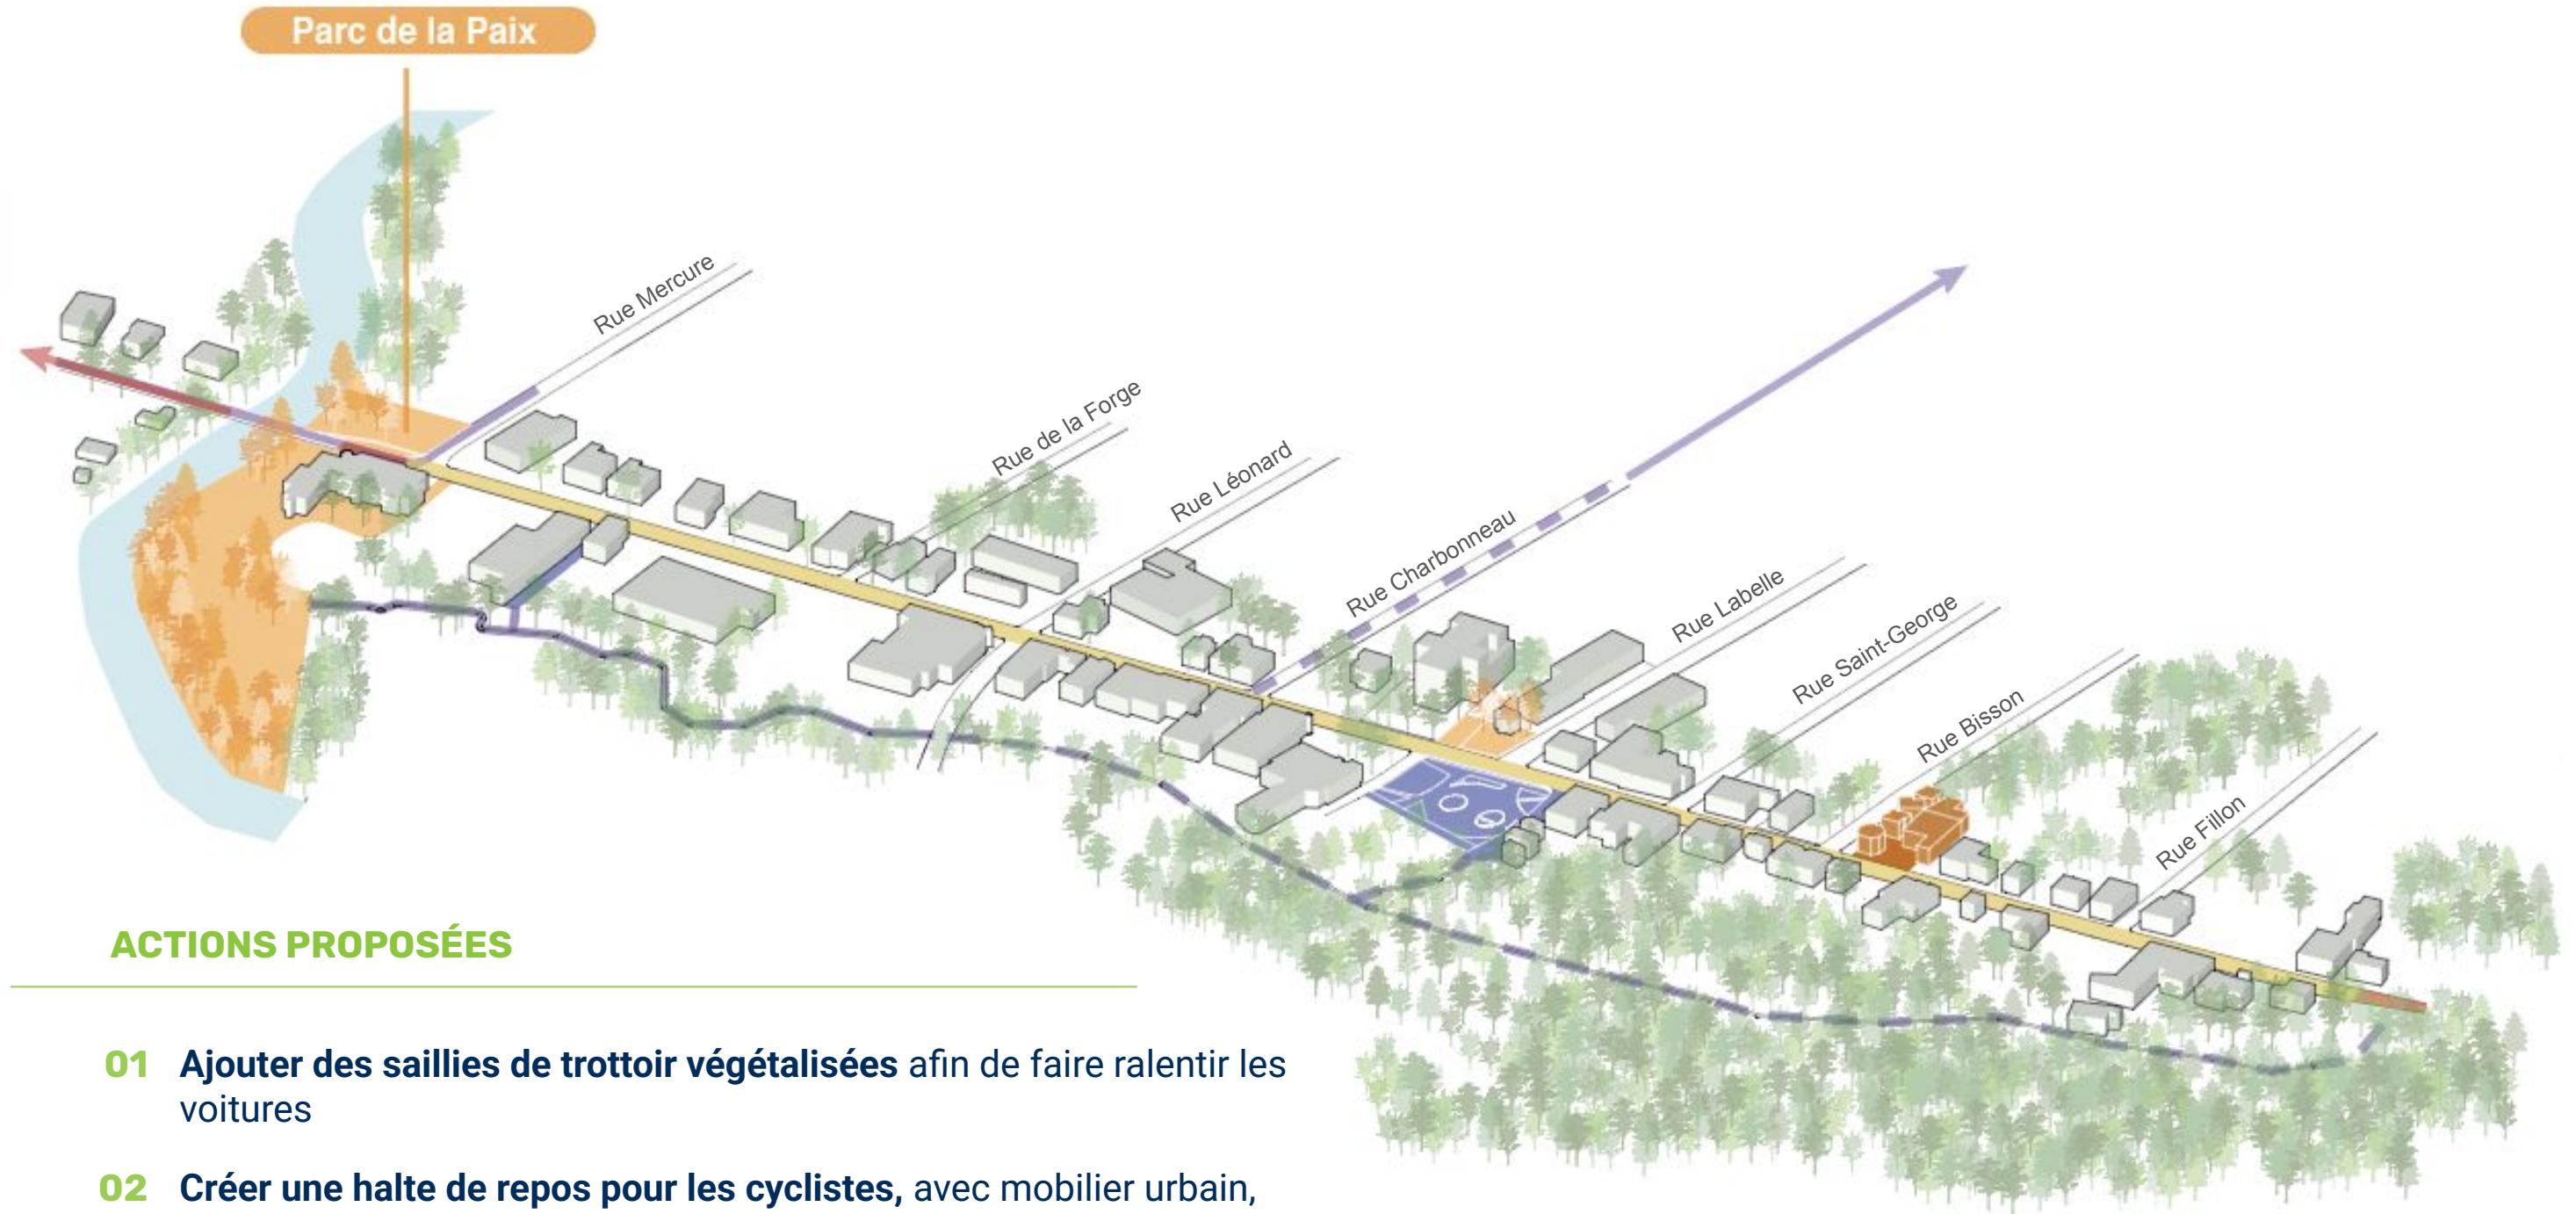 Parc de la Paix
Rue Mercure
Rue de la Forge
Rue Léonard
Rue Charbonneau
Rue Labelle
Rue Saint-George
Rue Bisson
Rue Fillon
ACTIONS PROPOSÉES
01 Ajouter des saillies de trottoir végétalisées afin de faire ralentir les
voitures
02 Créer une halte de repos pour les cyclistes, avec mobilier urbain,